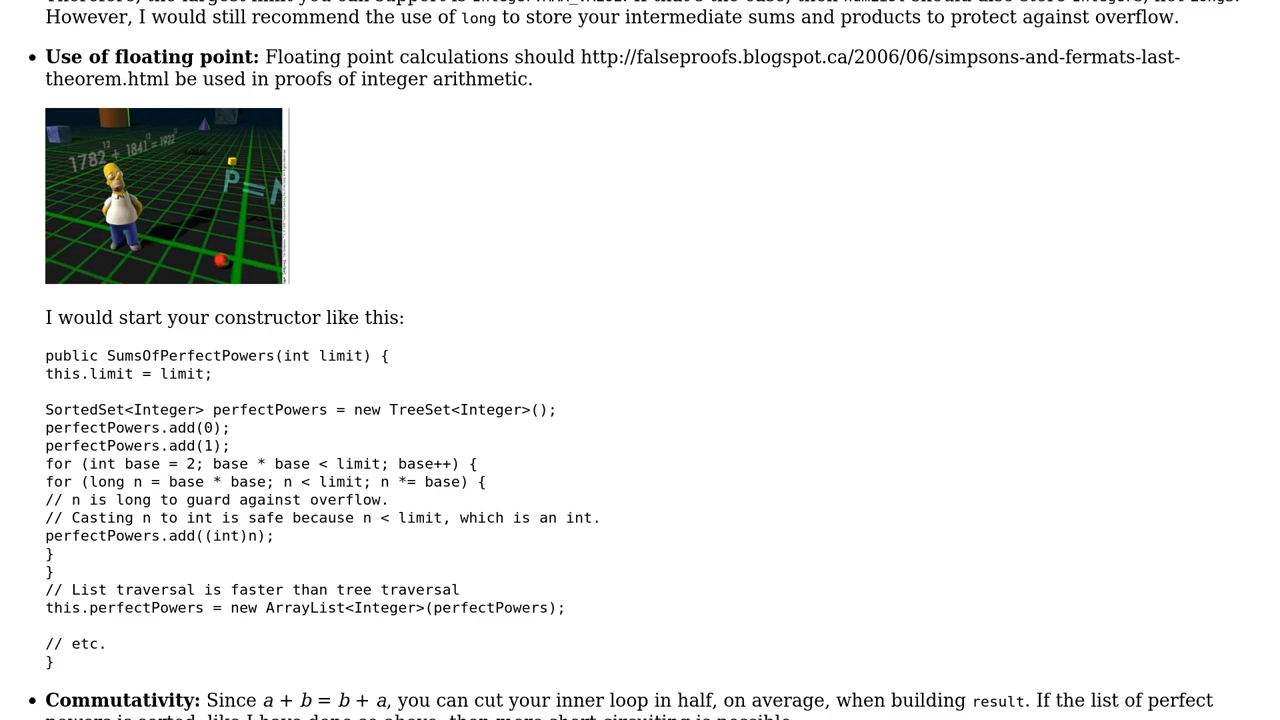 However, I would still recommend the use of long to store your intermediate sums and products to protect against overflow.
• Use of floating point: Floating point calculations should http://falseproofs.blogspot.ca/2006/06/simpsons-and-fermats-last-
theorem.html be used in proofs of integer arithmetic.
1782^12 + 1841^12 = 1922^12
P=N
I would start your constructor like this:
public SumsOfPerfectPowers(int limit) {
this.limit = limit;
SortedSet<Integer> perfectPowers = new TreeSet<Integer>();
perfectPowers.add(0);
perfectPowers.add(1);
for (int base = 2; base * base < limit; base++) {
for (long n = base * base; n < limit; n *= base) {
// n is long to guard against overflow.
// Casting n to int is safe because n < limit, which is an int.
perfectPowers.add((int)n);
}
}
// List traversal is faster than tree traversal
this.perfectPowers = new ArrayList<Integer>(perfectPowers);
// etc.
}
• Commutativity: Since a + b = b + a, you can cut your inner loop in half, on average, when building result. If the list of perfect